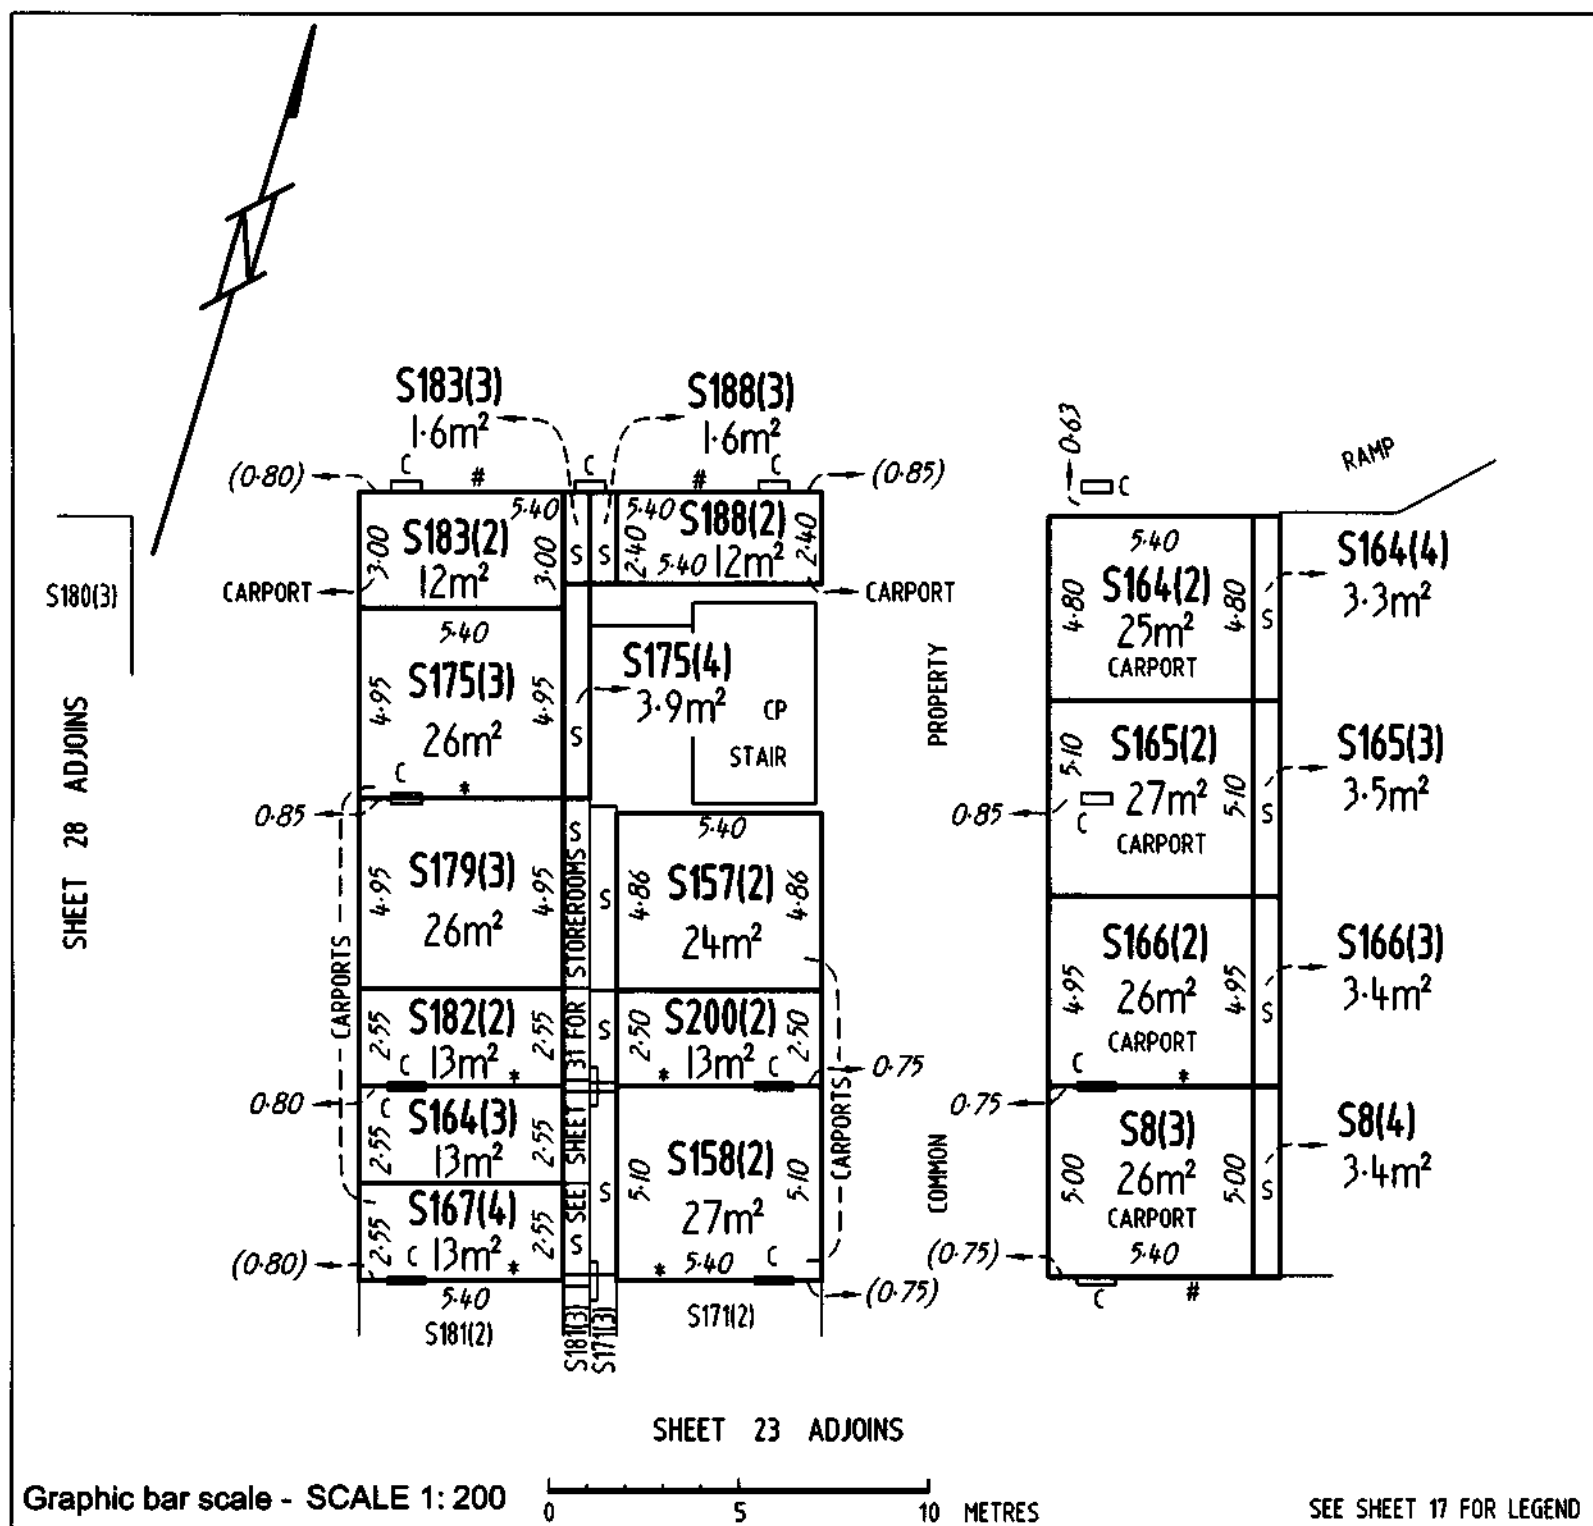 N
S183(3)
1·6m²
S188(3)
1·6m²
(0·80)
C
#
C
#
C
(0·85)
5·40
3·00
S183(2)
12m²
3·00
S
S
5·40
2·40
S188(2)
5·40 12m²
2·40
CARPORT
CARPORT
S180(3)
SHEET 28 ADJOINS
5·40
4·95
S175(3)
26m²
4·95
C
*
S
S175(4)
3·9m²
CP
STAIR
0·85
4·95
S179(3)
26m²
4·95
S
S
5·40
4·86
S157(2)
24m²
4·86
CARPORTS
2·55
S182(2)
13m²
2·55
C
*
S
2·50
S200(2)
13m²
2·50
C
*
0·75
0·80
C
2·55
S164(3)
13m²
2·55
S SEE SHEET 31 FOR STOREROOMS
S
5·10
S158(2)
27m²
5·10
CARPORTS
2·55
S167(4)
13m²
2·55
C
*
(0·80)
5·40
S181(2)
S181(3)
S171(3)
*
5·40
C
(0·75)
S171(2)
COMMON PROPERTY
0·63
C
RAMP
5·40
4·80
S164(2)
25m²
CARPORT
4·80
S
S164(4)
3·3m²
5·10
S165(2)
27m²
CARPORT
5·10
S
S165(3)
3·5m²
0·85
C
4·95
S166(2)
26m²
CARPORT
4·95
S
S166(3)
3·4m²
C
*
0·75
5·00
S8(3)
26m²
CARPORT
5·40
5·00
S
S8(4)
3·4m²
(0·75)
C
#
SHEET 23 ADJOINS
Graphic bar scale - SCALE 1: 200
0 5 10 METRES
SEE SHEET 17 FOR LEGEND